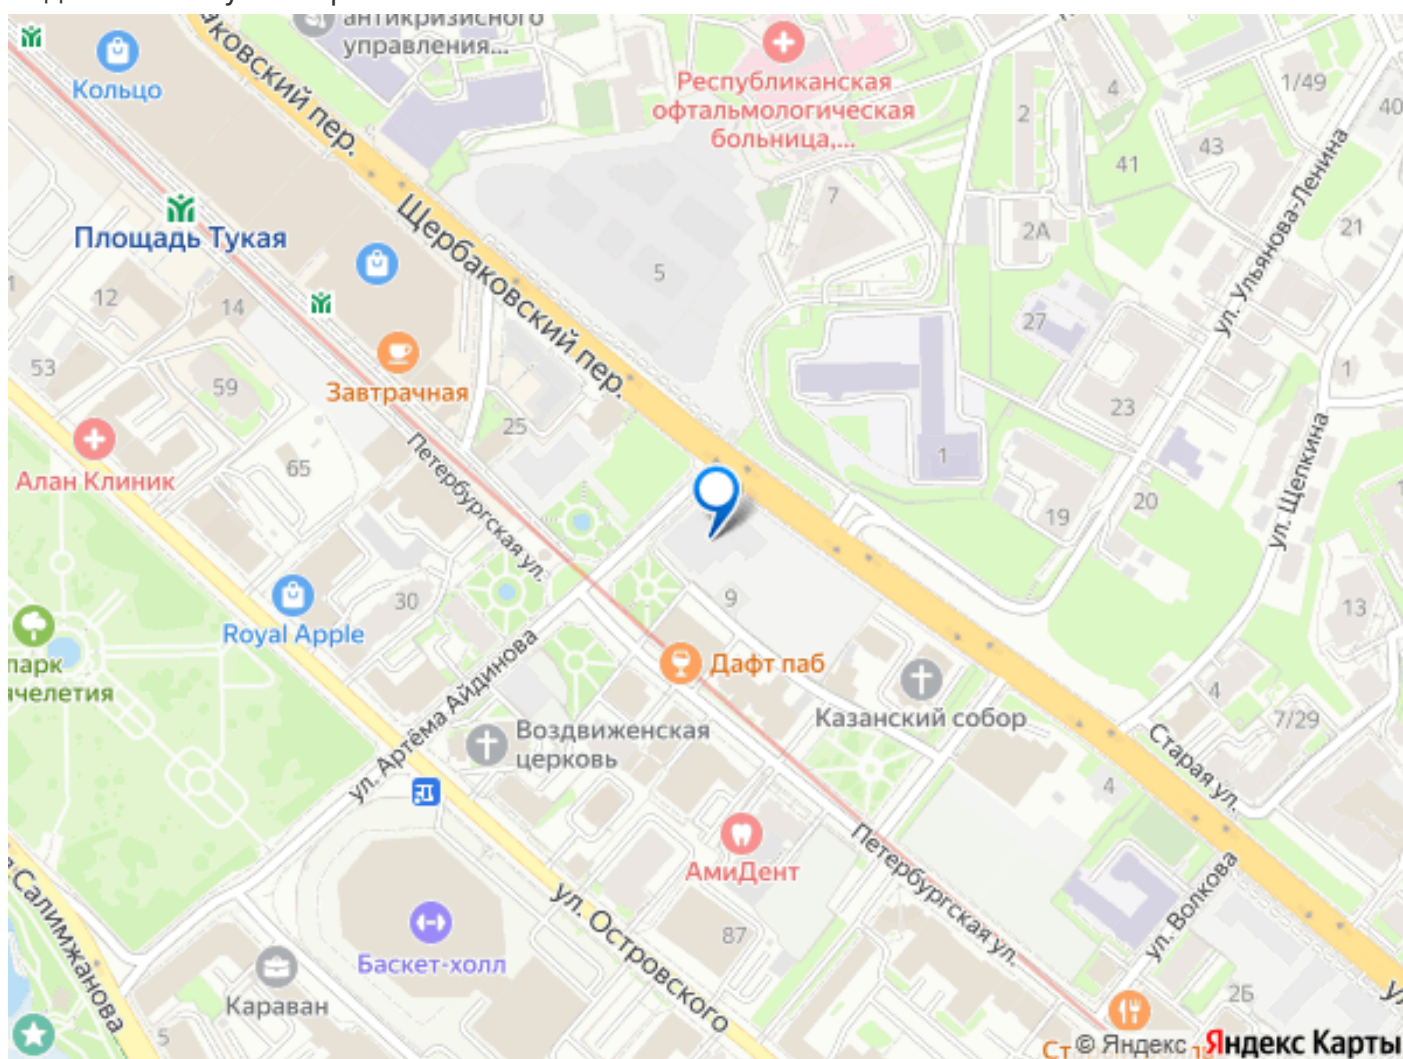 антикризисного
управления...
Кольцо
Республиканская
офтальмологическая
больница,...
1/49
4
2
40
43
41
7
Щербаковский пер.
ул. Ульянова-Ленина
2А
21
Площадь Тукая
5
12
14
27
53
59
Завтрачная
1
23
25
Алан Клиник
65
1
20
19
ул. Щепкина
Петербургская ул.
30
9
13
Royal Apple
парк
Дафт паб
ул. Артёма Айдинова
4
7/29
Казанский собор
Воздвиженская
церковь
Старая ул.
4
АмиДент
Петербургская ул.
ул. Волкова
ул. Островского
87
Баскет-холл
Караван
5
2Б
© Яндекс Яндекс Карты